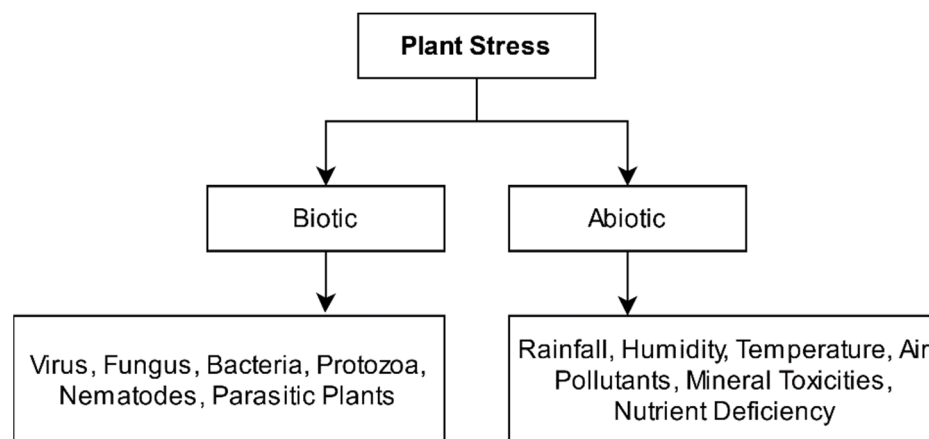 Plant Stress
Biotic
Abiotic
Virus, Fungus, Bacteria, Protozoa,
Nematodes, Parasitic Plants
Rainfall, Humidity, Temperature, Air
Pollutants, Mineral Toxicities,
Nutrient Deficiency